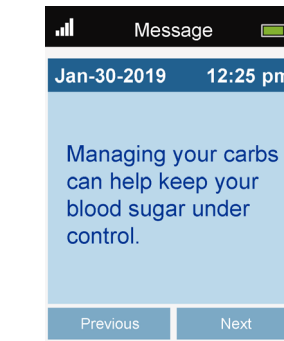 Message
Jan-30-2019 12:25 pm
Managing your carbs
can help keep your
blood sugar under
control.
Previous Next